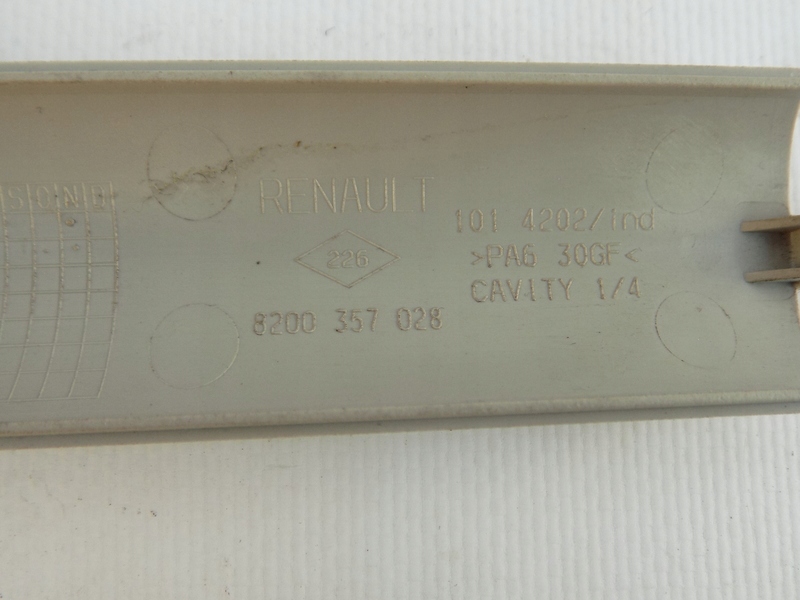 S O N D
RENAULT
226
8200 357 028
101 4202/Ind
>PA6 30GF<
CAVITY 1/4